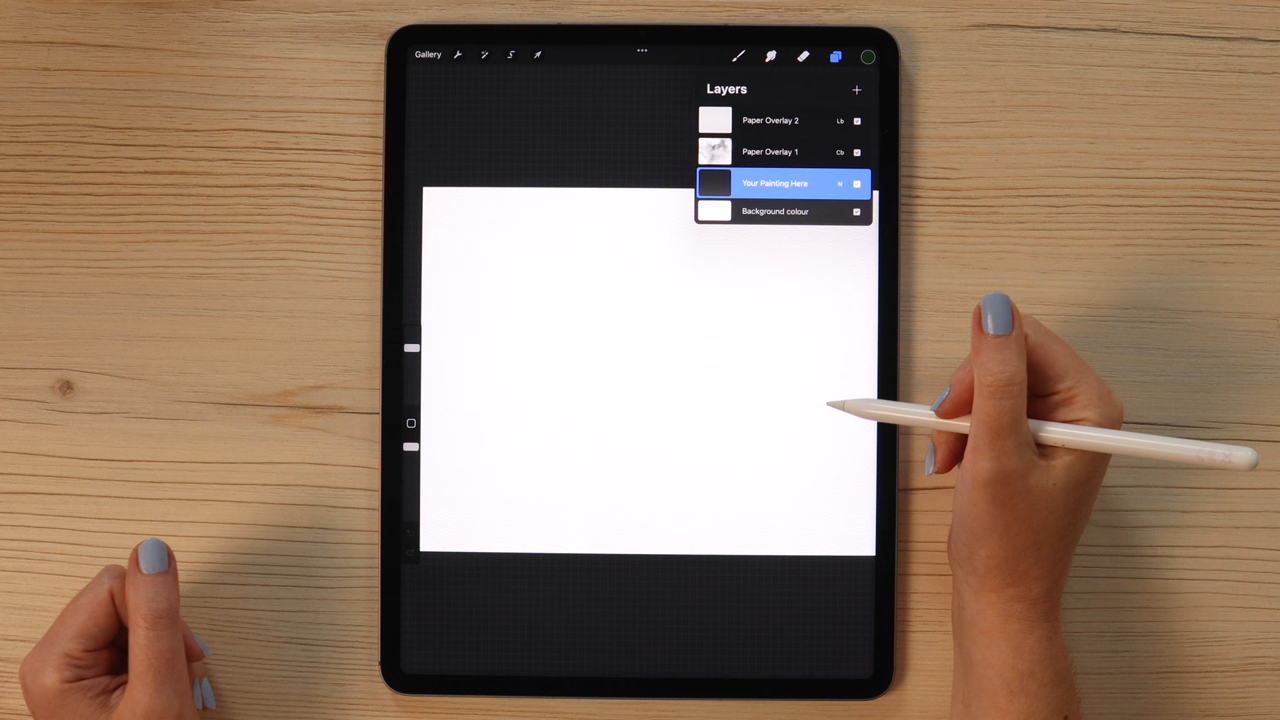 Gallery
Layers
Paper Overlay 2 Lb
Paper Overlay 1 Cb
Your Painting Here N
Background colour